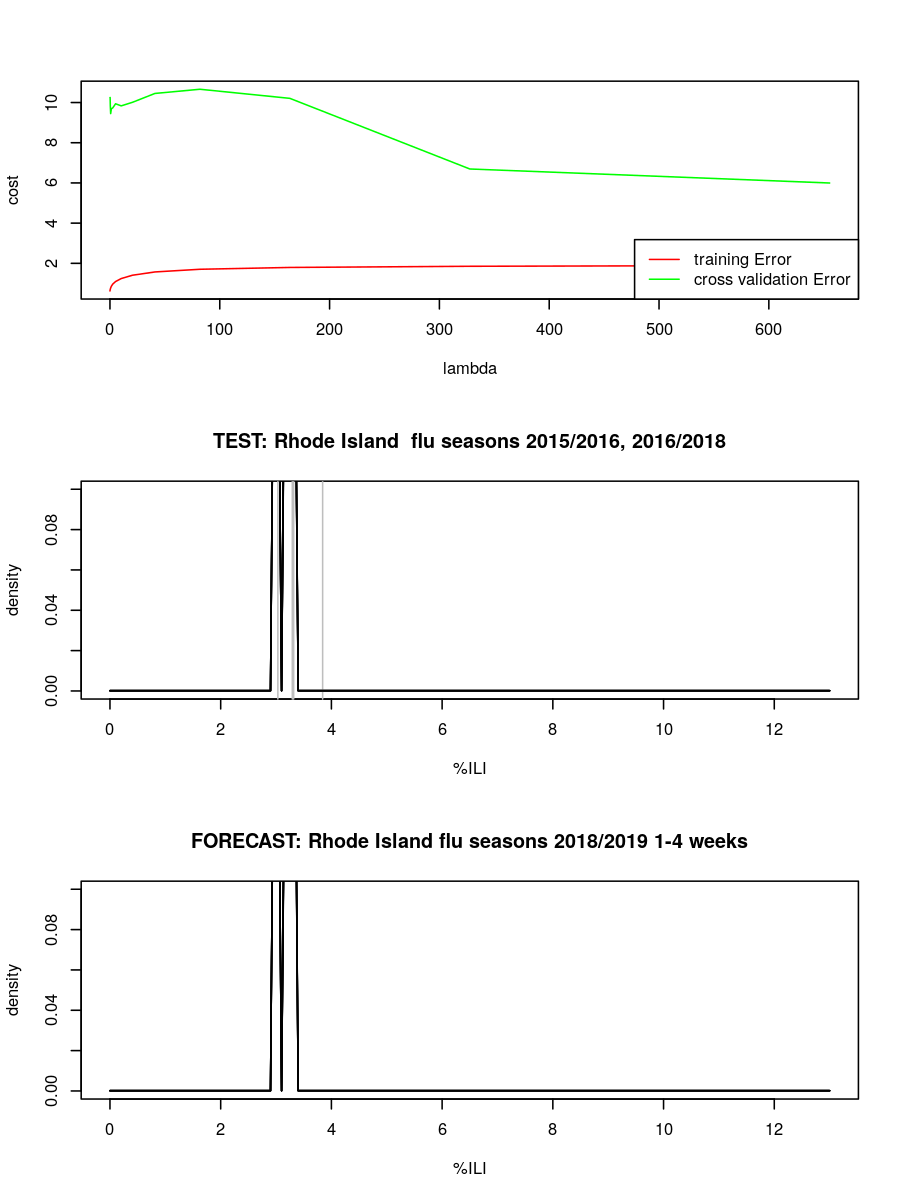 10
8
6
4
2
cost
training Error
cross validation Error
0 100 200 300 400 500 600
lambda
TEST: Rhode Island  flu seasons 2015/2016, 2016/2018
0.08
0.04
0.00
density
0 2 4 6 8 10 12
%ILI
FORECAST: Rhode Island flu seasons 2018/2019 1-4 weeks
0.08
0.04
0.00
density
0 2 4 6 8 10 12
%ILI